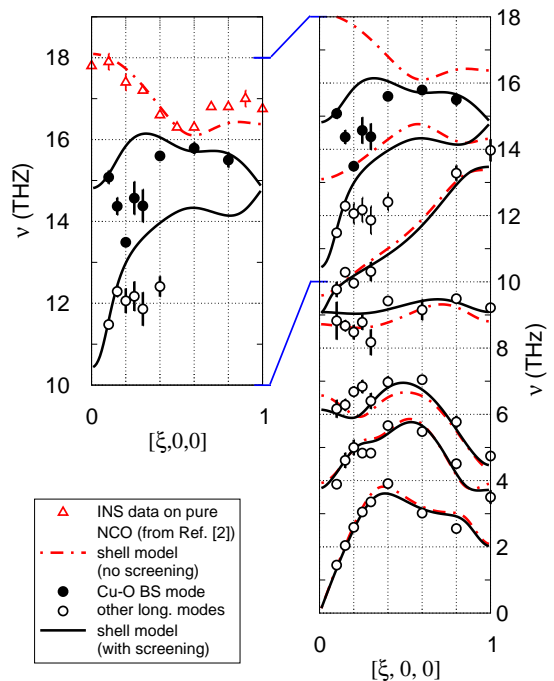 18
16
14
12
10
ν (THZ)
0
1
[ξ,0,0]
18
16
14
12
10
8
6
4
2
0
ν (THz)
0
1
[ξ, 0, 0]
INS data on pure
NCO (from Ref. [2])
shell model
(no screening)
Cu-O BS mode
other long. modes
shell model
(with screening)